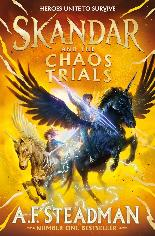 HEROES UNITE TO SURVIVE
SKANDAR
AND THE
CHAOS
TRIALS
A.F. STEADMAN
NUMBER ONE BESTSELLER